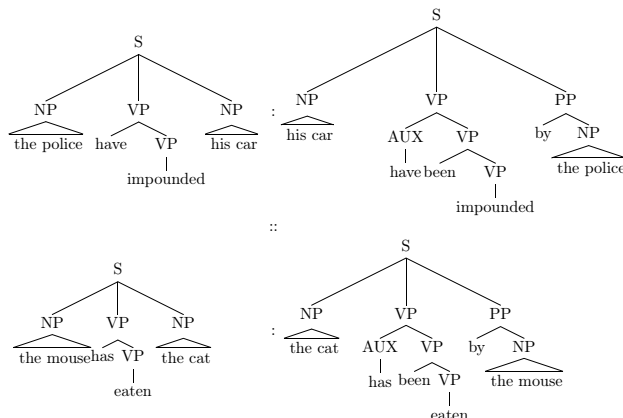 S S
NP VP NP : NP VP PP
the police have VP his car his car AUX VP by NP
impounded have been VP the police
impounded
::
S S
NP VP NP : NP VP PP
the mouse has VP the cat the cat AUX VP by NP
eaten has been VP the mouse
eaten